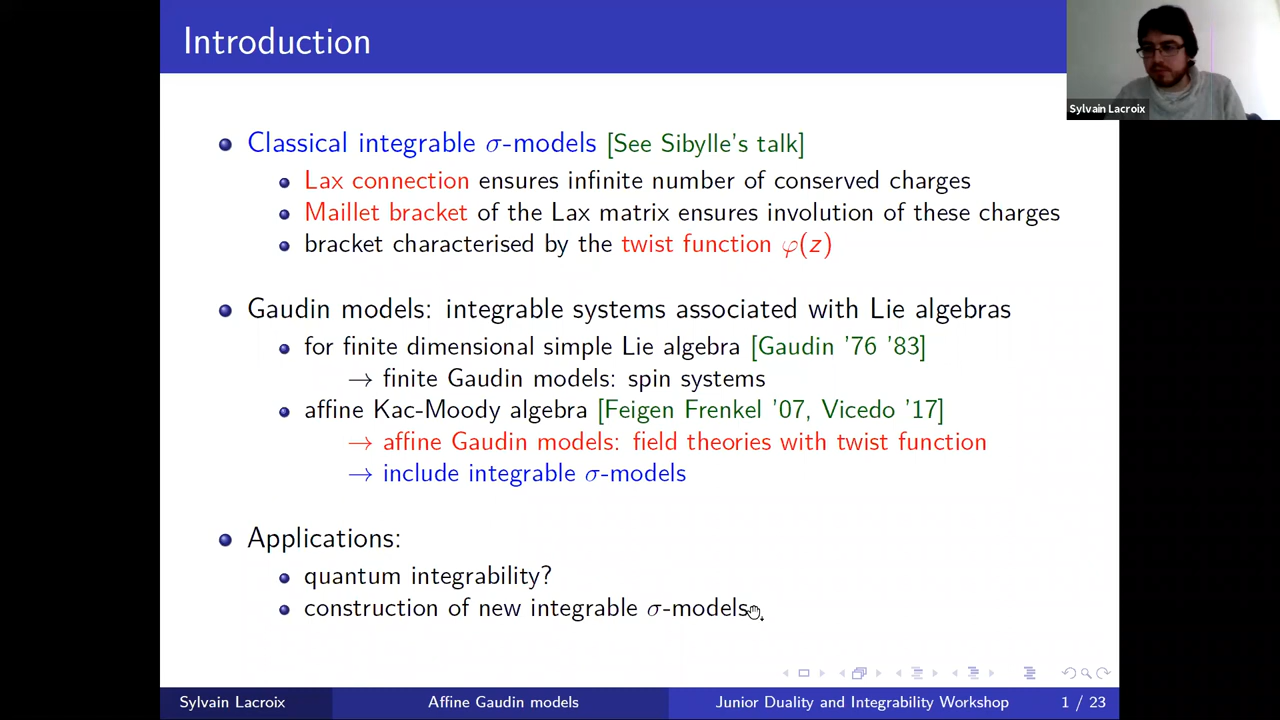 Introduction
Sylvain Lacroix
Classical integrable σ-models [See Sibylle's talk]
Lax connection ensures infinite number of conserved charges
Maillet bracket of the Lax matrix ensures involution of these charges
bracket characterised by the twist function φ(z)
Gaudin models: integrable systems associated with Lie algebras
for finite dimensional simple Lie algebra [Gaudin '76 '83]
→ finite Gaudin models: spin systems
affine Kac-Moody algebra [Feigen Frenkel '07, Vicedo '17]
→ affine Gaudin models: field theories with twist function
→ include integrable σ-models
Applications:
quantum integrability?
construction of new integrable σ-models
Sylvain Lacroix Affine Gaudin models Junior Duality and Integrability Workshop 1 / 23